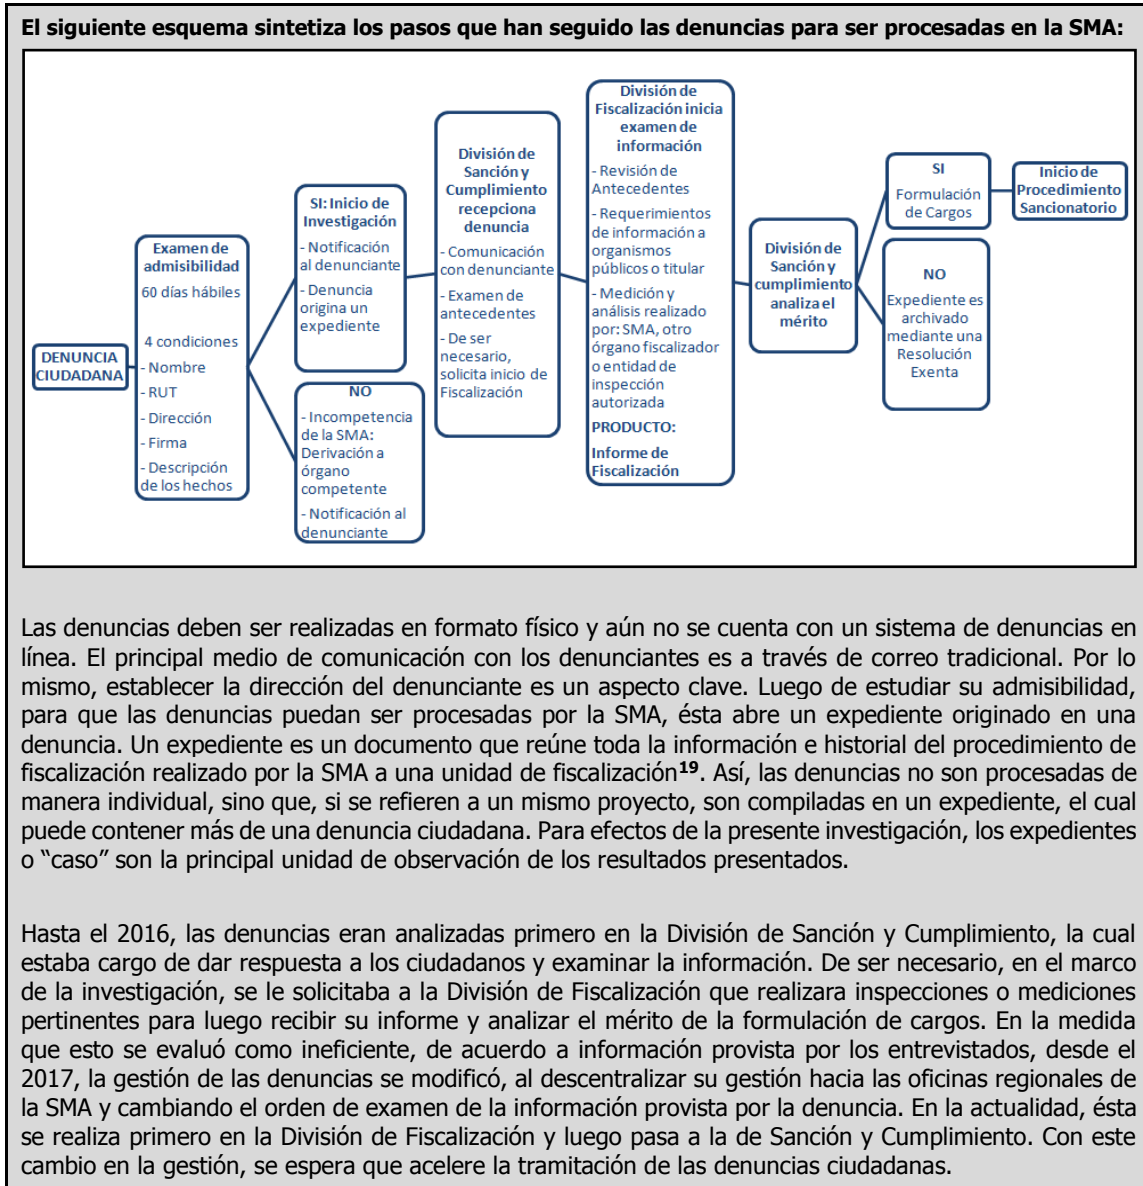 El siguiente esquema sintetiza los pasos que han seguido las denuncias para ser procesadas en la SMA:
DENUNCIA
CIUDADANA
Examen de
admisibilidad
60 días hábiles
4 condiciones
- Nombre
- RUT
- Dirección
- Firma
- Descripción
de los hechos
SI: Inicio de
Investigación
- Notificación
al denunciante
- Denuncia
origina un
expediente
NO
- Incompetencia
de la SMA:
Derivación a
órgano
competente
- Notificación al
denunciante
División de
Sanción y
Cumplimiento
recepciona
denuncia
- Comunicación
con denunciante
- Examen de
antecedentes
- De ser
necesario,
solicita inicio de
Fiscalización
División de
Fiscalización inicia
examen de
información
- Revisión de
Antecedentes
- Requerimientos
de información a
organismos
públicos o titular
- Medición y
análisis realizado
por: SMA, otro
órgano fiscalizador
o entidad de
inspección
autorizada
PRODUCTO:
Informe de
Fiscalización
División de
Sanción y
cumplimiento
analiza el
mérito
SI
Formulación
de Cargos
NO
Expediente es
archivado
mediante una
Resolución
Exenta
Inicio de
Procedimiento
Sancionatorio
Las denuncias deben ser realizadas en formato físico y aún no se cuenta con un sistema de denuncias en
línea. El principal medio de comunicación con los denunciantes es a través de correo tradicional. Por lo
mismo, establecer la dirección del denunciante es un aspecto clave. Luego de estudiar su admisibilidad,
para que las denuncias puedan ser procesadas por la SMA, ésta abre un expediente originado en una
denuncia. Un expediente es un documento que reúne toda la información e historial del procedimiento de
fiscalización realizado por la SMA a una unidad de fiscalización19. Así, las denuncias no son procesadas de
manera individual, sino que, si se refieren a un mismo proyecto, son compiladas en un expediente, el cual
puede contener más de una denuncia ciudadana. Para efectos de la presente investigación, los expedientes
o “caso” son la principal unidad de observación de los resultados presentados.
Hasta el 2016, las denuncias eran analizadas primero en la División de Sanción y Cumplimiento, la cual
estaba cargo de dar respuesta a los ciudadanos y examinar la información. De ser necesario, en el marco
de la investigación, se le solicitaba a la División de Fiscalización que realizara inspecciones o mediciones
pertinentes para luego recibir su informe y analizar el mérito de la formulación de cargos. En la medida
que esto se evaluó como ineficiente, de acuerdo a información provista por los entrevistados, desde el
2017, la gestión de las denuncias se modificó, al descentralizar su gestión hacia las oficinas regionales de
la SMA y cambiando el orden de examen de la información provista por la denuncia. En la actualidad, ésta
se realiza primero en la División de Fiscalización y luego pasa a la de Sanción y Cumplimiento. Con este
cambio en la gestión, se espera que acelere la tramitación de las denuncias ciudadanas.